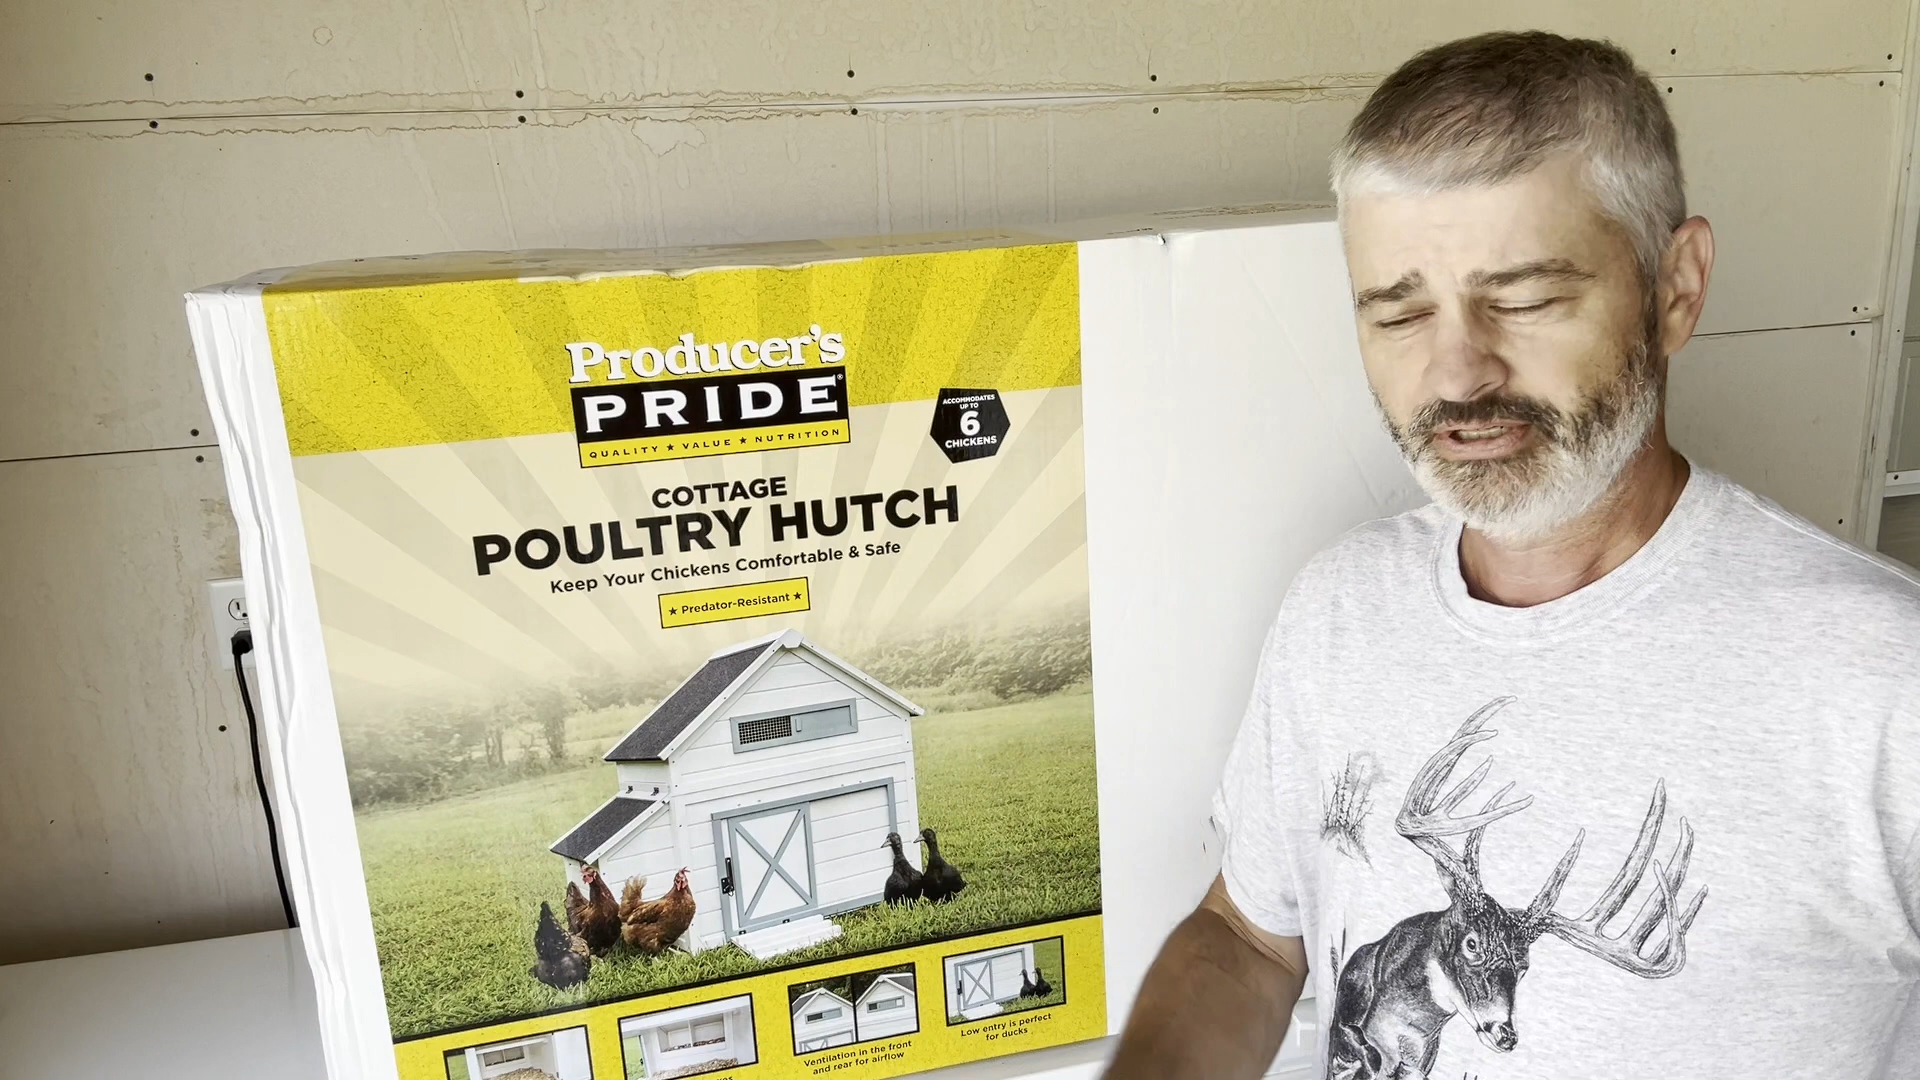 Producer's
PRIDE®
QUALITY ★ VALUE ★ NUTRITION
ACCOMMODATES
UP TO
6
CHICKENS
COTTAGE
POULTRY HUTCH
Keep Your Chickens Comfortable & Safe
★ Predator-Resistant ★
Ventilation in the front
and rear for airflow
Low entry is perfect
for ducks